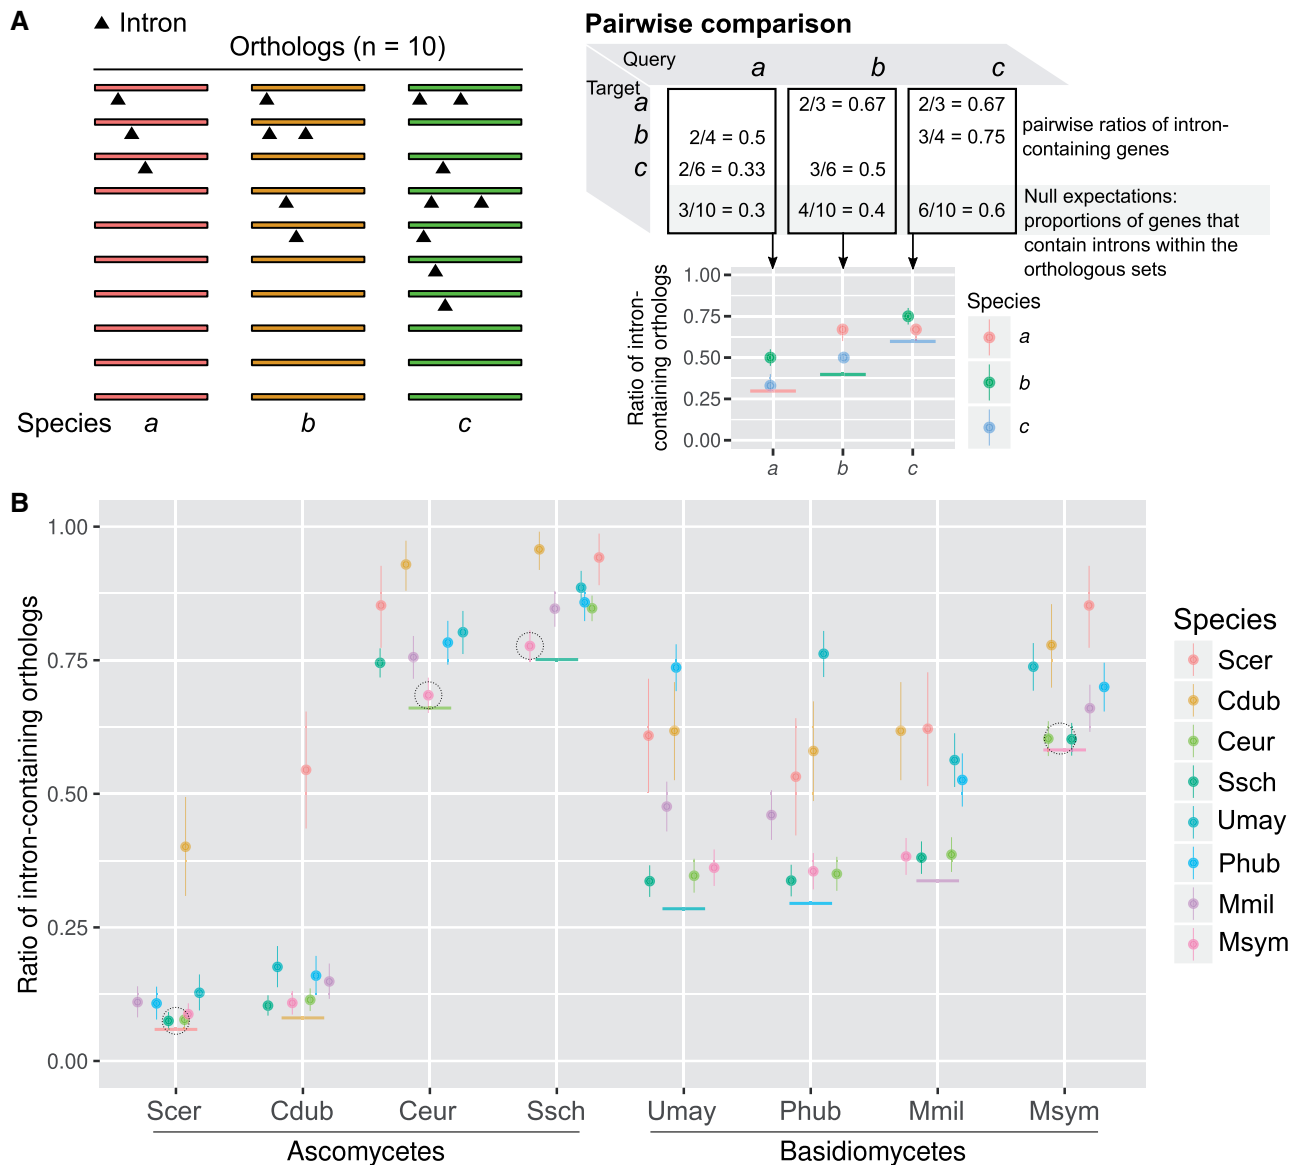 A
Intron
Orthologs (n = 10)
Species a b c
Pairwise comparison
Query a b c
Target
a 2/3 = 0.67 2/3 = 0.67
b 2/4 = 0.5 3/4 = 0.75
c 2/6 = 0.33 3/6 = 0.5
3/10 = 0.3 4/10 = 0.4 6/10 = 0.6
pairwise ratios of intron-
containing genes
Null expectations:
proportions of genes that
contain introns within the
orthologous sets
Ratio of intron-
containing orthologs
1.00
0.75
0.50
0.25
0.00
a b c
Species
a
b
c
B
Ratio of intron-containing orthologs
1.00
0.75
0.50
0.25
0.00
Scer Cdub Ceur Ssch Umay Phub Mmil Msym
Ascomycetes Basidiomycetes
Species
Scer
Cdub
Ceur
Ssch
Umay
Phub
Mmil
Msym